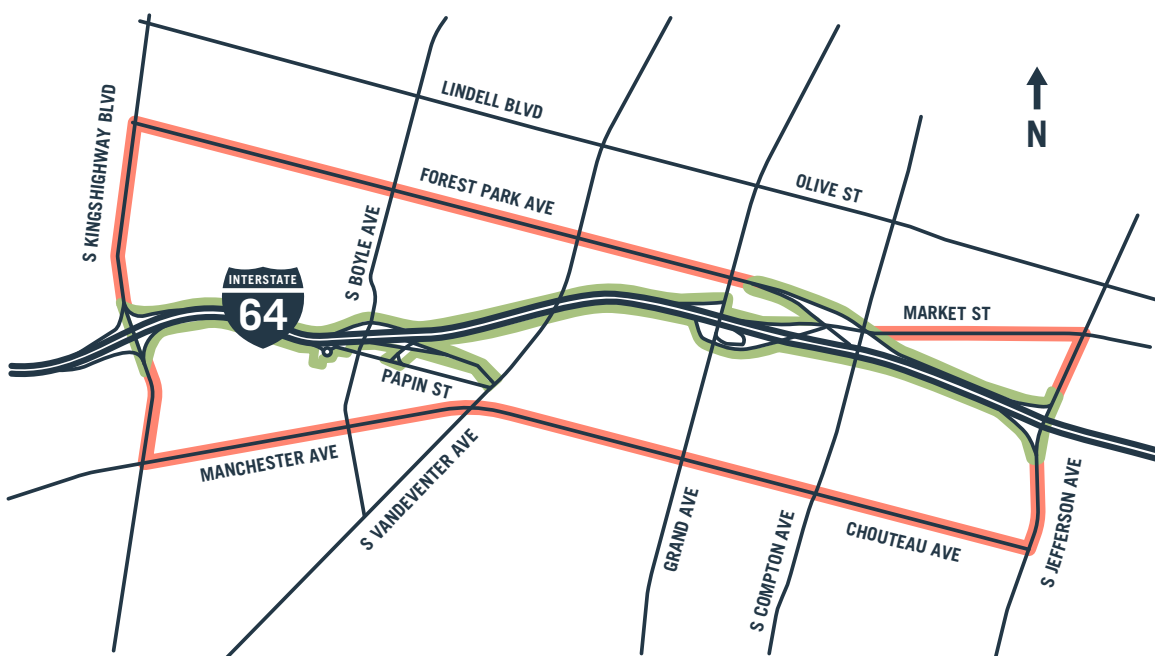 LINDELL BLVD
N
S KINGSHIGHWAY BLVD
FOREST PARK AVE
OLIVE ST
S BOYLE AVE
INTERSTATE
64
MARKET ST
PAPIN ST
MANCHESTER AVE
S VANDEVENTER AVE
GRAND AVE
S COMPTON AVE
CHOUTEAU AVE
S JEFFERSON AVE